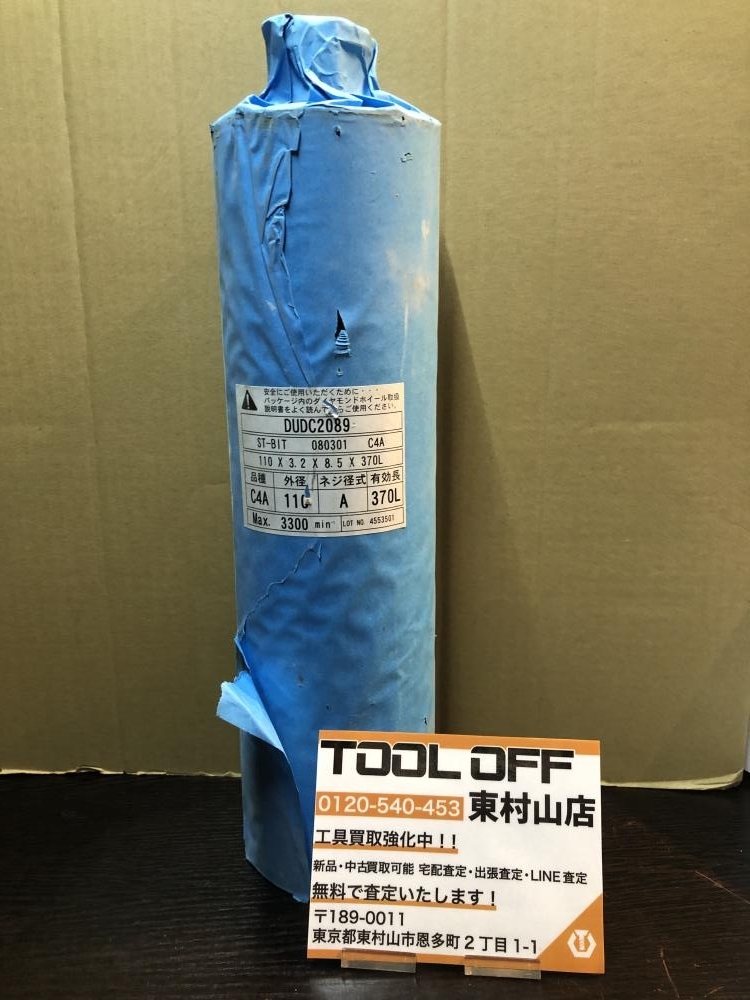 安全にご使用いただくために・・・
パッケージ内のダイヤモンドホイール取扱
説明書をよく読んでからご使用ください。
DUDC2089
ST-BIT 080301 C4A
110 X 3.2 X 8.5 X 370L
品種 外径 ネジ径式 有効長
C4A 110 A 370L
Max. 3300 min⁻¹ LOT NO. 4553501
TOOL OFF
0120-540-453 東村山店
工具買取強化中!!
新品・中古買取可能 宅配査定・出張査定・LINE査定
無料で査定いたします!
〒189-0011
東京都東村山市恩多町2丁目1-1